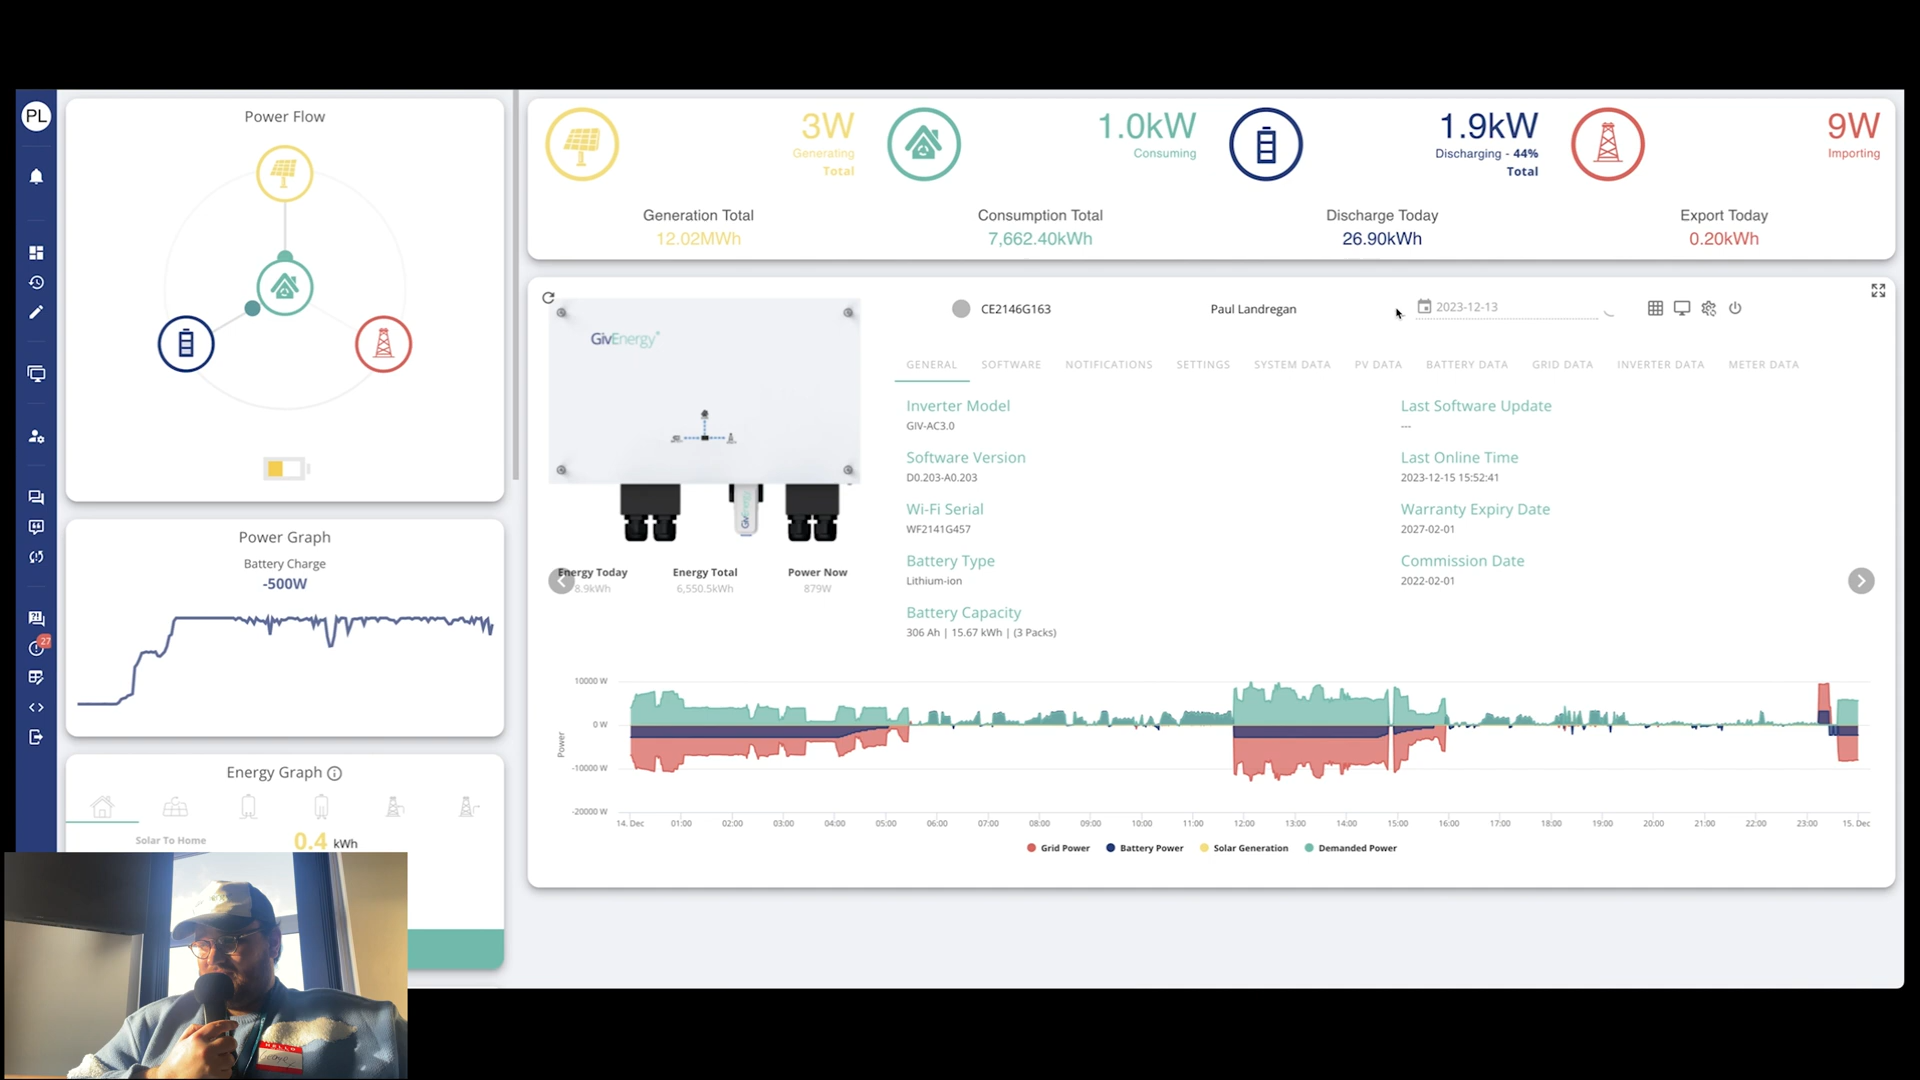 PL
27
Power Flow
Power Graph
Battery Charge
-500W
Energy Graph
Solar To Home
0.4 kWh
HELLO
3W
Generating
Total
Generation Total
12.02MWh
1.0kW
Consuming
Consumption Total
7,662.40kWh
1.9kW
Discharging - 44%
Total
Discharge Today
26.90kWh
9W
Importing
Export Today
0.20kWh
GivEnergy
GivEnergy
CE2146G163
Paul Landregan
2023-12-13
GENERAL SOFTWARE NOTIFICATIONS SETTINGS SYSTEM DATA PV DATA BATTERY DATA GRID DATA INVERTER DATA METER DATA
Inverter Model
GIV-AC3.0
Software Version
D0.203-A0.203
Wi-Fi Serial
WF2141G457
Battery Type
Lithium-ion
Battery Capacity
306 Ah | 15.67 kWh | (3 Packs)
Last Software Update
---
Last Online Time
2023-12-15 15:52:41
Warranty Expiry Date
2027-02-01
Commission Date
2022-02-01
Energy Today
8.9kWh
Energy Total
6,550.5kWh
Power Now
879W
Power
10000 W
0 W
-10000 W
-20000 W
14. Dec 01:00 02:00 03:00 04:00 05:00 06:00 07:00 08:00 09:00 10:00 11:00 12:00 13:00 14:00 15:00 16:00 17:00 18:00 19:00 20:00 21:00 22:00 23:00 15. Dec
Grid Power Battery Power Solar Generation Demanded Power